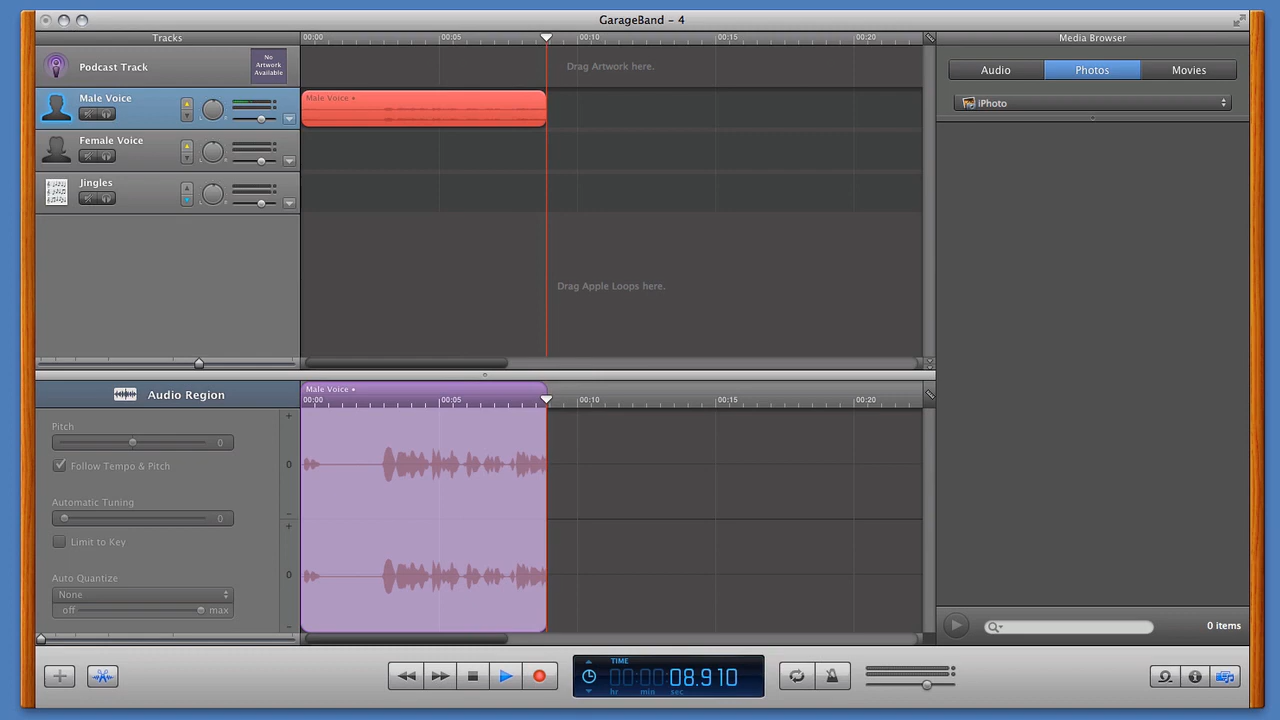 GarageBand - 4
Tracks
00:00 00:05 00:10 00:15 00:20
Media Browser
Podcast Track
No
Artwork
Available
Drag Artwork here.
Audio Photos Movies
Male Voice
Male Voice
iPhoto
Female Voice
Jingles
Drag Apple Loops here.
Audio Region
Male Voice
00:00 00:05 00:10 00:15 00:20
Pitch
0
Follow Tempo & Pitch
Automatic Tuning
0
Limit to Key
Auto Quantize
None
off max
+
0
−
+
0
−
0 items
TIME
00:00:08.910
hr min sec